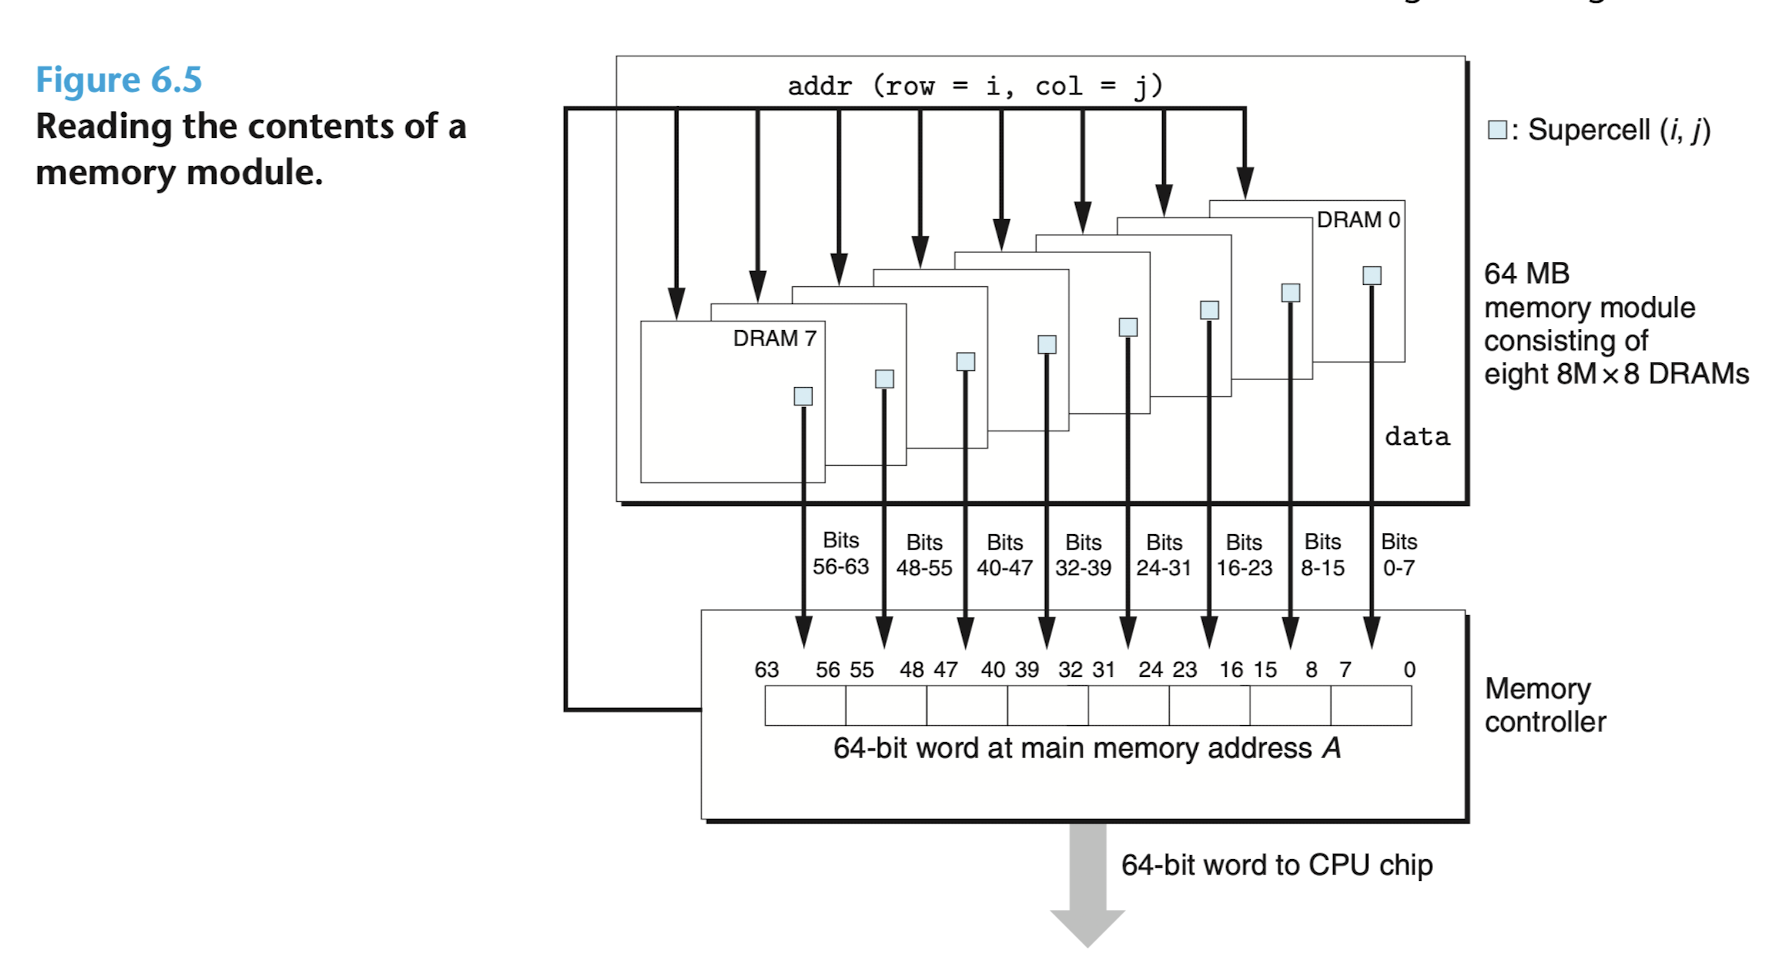 Figure 6.5
Reading the contents of a
memory module.
addr (row = i, col = j)
: Supercell (i, j)
DRAM 0
DRAM 7
64 MB
memory module
consisting of
eight 8M×8 DRAMs
data
Bits
56-63
Bits
48-55
Bits
40-47
Bits
32-39
Bits
24-31
Bits
16-23
Bits
8-15
Bits
0-7
63 56 55 48 47 40 39 32 31 24 23 16 15 8 7 0
64-bit word at main memory address A
Memory
controller
64-bit word to CPU chip